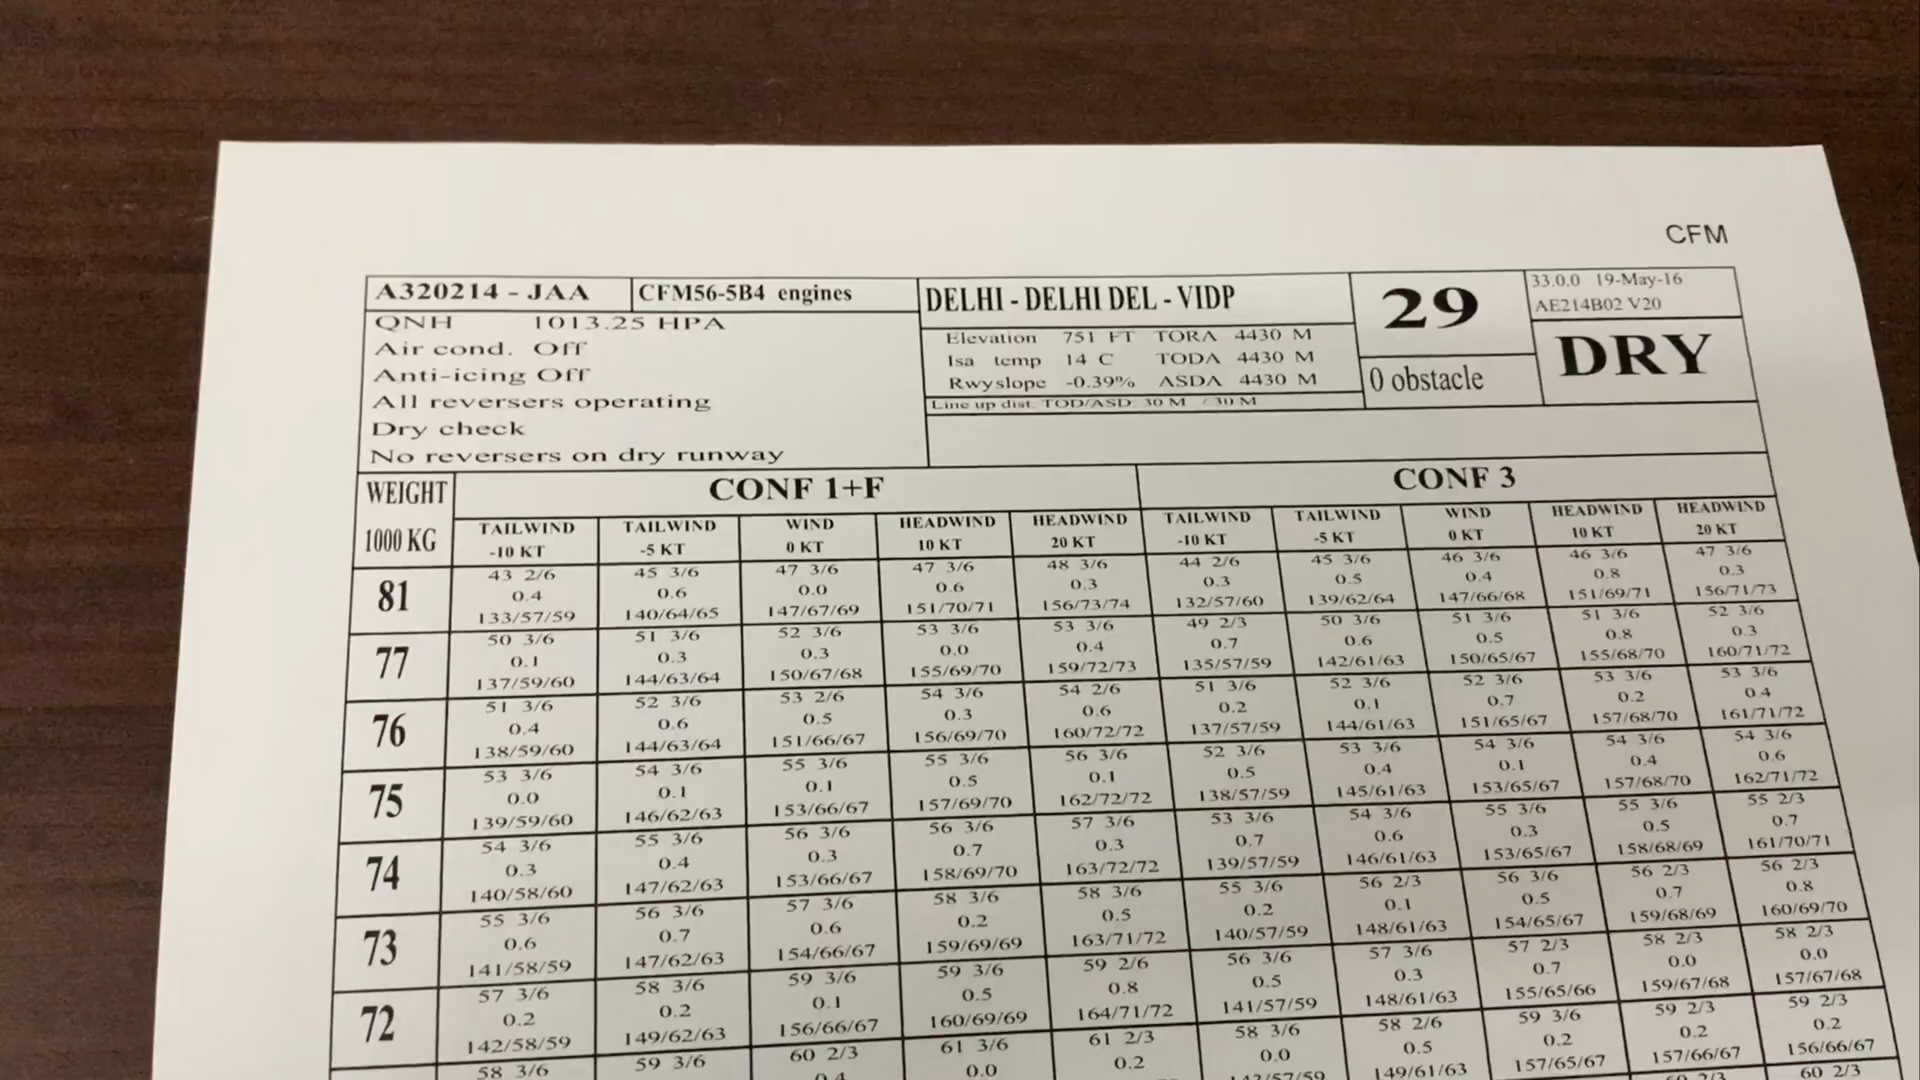 CFM
A320214 - JAA CFM56-5B4 engines DELHI - DELHI DEL - VIDP 29 33.0.0 19-May-16
AE214B02 V20
DRY
QNH 1013.25 HPA
Air cond. Off
Anti-icing Off
All reversers operating
Dry check
No reversers on dry runway
Elevation 751 FT TORA 4430 M
Isa temp 14 C TODA 4430 M
Rwy slope -0.39% ASDA 4430 M
0 obstacle
Line up dist. TOD/ASD: 30 M / 30 M
WEIGHT CONF 1+F CONF 3
1000 KG
TAILWIND TAILWIND WIND HEADWIND HEADWIND TAILWIND TAILWIND WIND HEADWIND HEADWIND
-10 KT -5 KT 0 KT 10 KT 20 KT -10 KT -5 KT 0 KT 10 KT 20 KT
43 2/6 45 3/6 47 3/6 47 3/6 48 3/6 44 2/6 45 3/6 46 3/6 46 3/6 47 3/6
81 0.4 0.6 0.0 0.6 0.3 0.3 0.5 0.4 0.8 0.3
133/57/59 140/64/65 147/67/69 151/70/71 156/73/74 132/57/60 139/62/64 147/66/68 151/69/71 156/71/73
50 3/6 51 3/6 52 3/6 53 3/6 53 3/6 49 2/3 50 3/6 51 3/6 51 3/6 52 3/6
77 0.1 0.3 0.3 0.0 0.4 0.7 0.6 0.5 0.8 0.3
137/59/60 144/63/64 150/67/68 155/69/70 159/72/73 135/57/59 142/61/63 150/65/67 155/68/70 160/71/72
51 3/6 52 3/6 53 2/6 54 3/6 54 2/6 51 3/6 52 3/6 52 3/6 53 3/6 53 3/6
76 0.4 0.6 0.5 0.3 0.6 0.2 0.1 0.7 0.2 0.4
138/59/60 144/63/64 151/66/67 156/69/70 160/72/72 137/57/59 144/61/63 151/65/67 157/68/70 161/71/72
53 3/6 54 3/6 55 3/6 55 3/6 56 3/6 52 3/6 53 3/6 54 3/6 54 3/6 54 3/6
75 0.0 0.1 0.1 0.5 0.1 0.5 0.4 0.1 0.4 0.6
139/59/60 146/62/63 153/66/67 157/69/70 162/72/72 138/57/59 145/61/63 153/65/67 157/68/70 162/71/72
54 3/6 55 3/6 56 3/6 56 3/6 57 3/6 53 3/6 54 3/6 55 3/6 55 3/6 55 2/3
74 0.3 0.4 0.3 0.7 0.3 0.7 0.6 0.3 0.5 0.7
140/58/60 147/62/63 153/66/67 158/69/70 163/72/72 139/57/59 146/61/63 153/65/67 158/68/69 161/70/71
55 3/6 56 3/6 57 3/6 58 3/6 58 3/6 55 3/6 56 2/3 56 3/6 56 2/3 56 2/3
73 0.6 0.7 0.6 0.2 0.5 0.2 0.1 0.5 0.7 0.8
141/58/59 147/62/63 154/66/67 159/69/69 163/71/72 140/57/59 148/61/63 154/65/67 159/68/69 160/69/70
57 3/6 58 3/6 59 3/6 59 3/6 59 2/6 56 3/6 57 3/6 57 2/3 58 2/3 58 2/3
72 0.2 0.2 0.1 0.5 0.8 0.5 0.3 0.7 0.0 0.0
142/58/59 149/62/63 156/66/67 160/69/69 164/71/72 141/57/59 148/61/63 155/65/66 159/67/68 157/67/68
58 3/6 59 3/6 60 2/3 61 3/6 61 2/3 58 3/6 58 2/6 59 3/6 59 2/3 59 2/3
0.0 0.2 0.0 0.5 0.2 0.2 0.2
149/61/63 157/65/67 157/66/67 156/66/67
60 2/3